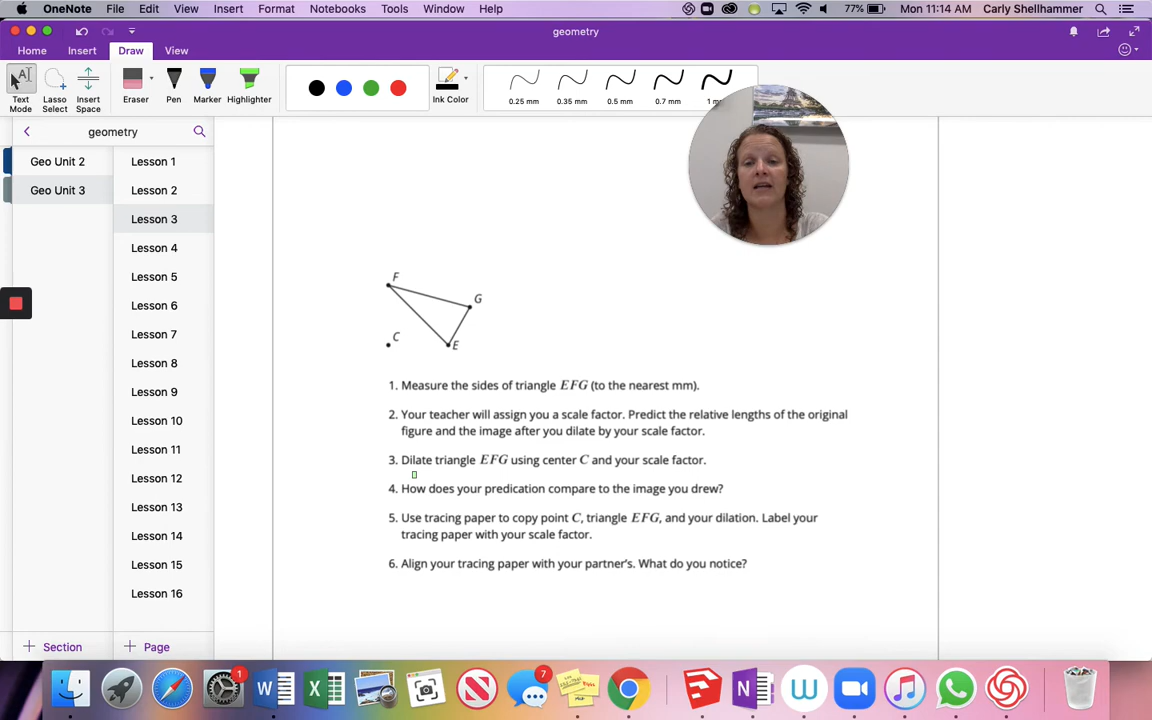 OneNote File Edit View Insert Format Notebooks Tools Window Help 77% Mon 11:14 AM Carly Shellhammer
geometry
Home Insert Draw View
Text Mode
Lasso Select
Insert Space
Eraser
Pen
Marker
Highlighter
Ink Color
0.25 mm 0.35 mm 0.5 mm 0.7 mm 1 m
geometry
Geo Unit 2
Geo Unit 3
Lesson 1
Lesson 2
Lesson 3
Lesson 4
Lesson 5
Lesson 6
Lesson 7
Lesson 8
Lesson 9
Lesson 10
Lesson 11
Lesson 12
Lesson 13
Lesson 14
Lesson 15
Lesson 16
+ Section + Page
F
G
C
E
1. Measure the sides of triangle EFG (to the nearest mm).
2. Your teacher will assign you a scale factor. Predict the relative lengths of the original
figure and the image after you dilate by your scale factor.
3. Dilate triangle EFG using center C and your scale factor.
4. How does your predication compare to the image you drew?
5. Use tracing paper to copy point C, triangle EFG, and your dilation. Label your
tracing paper with your scale factor.
6. Align your tracing paper with your partner's. What do you notice?
1
7